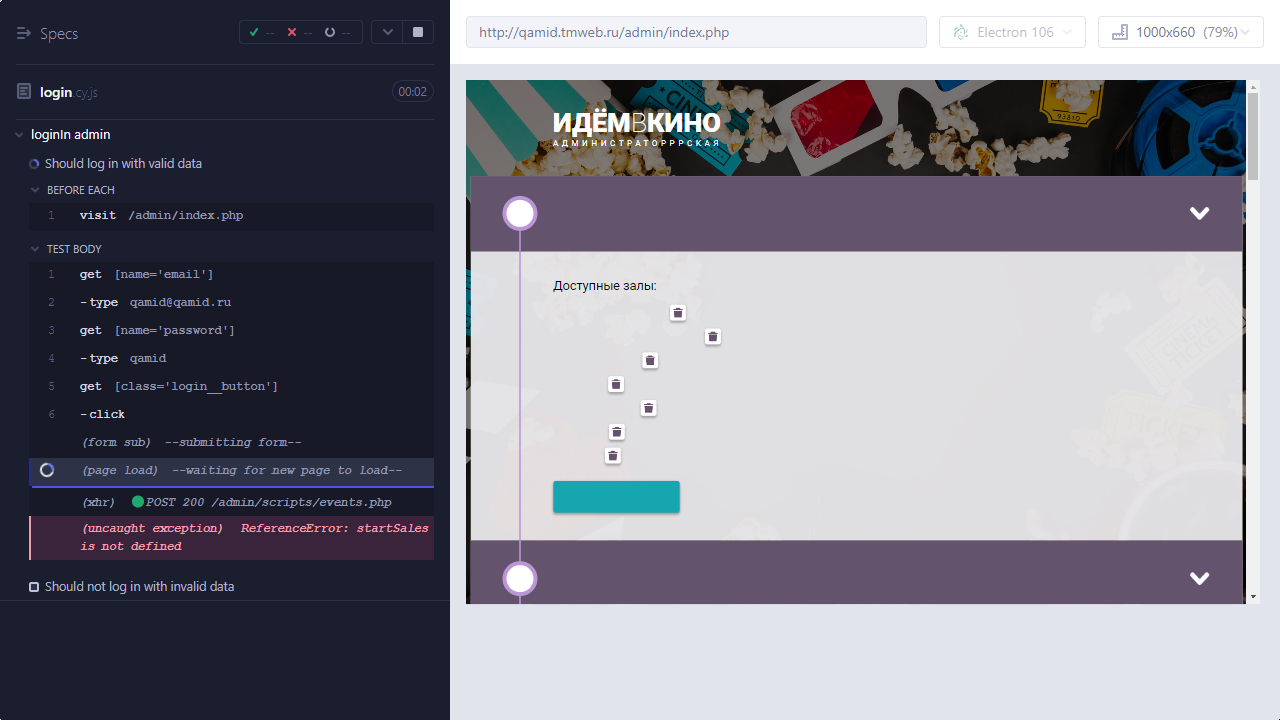 Specs
--
--
--
http://qamid.tmweb.ru/admin/index.php
Electron 106
1000x660 (79%)
login cy.js
00:02
loginIn admin
Should log in with valid data
BEFORE EACH
1 visit /admin/index.php
TEST BODY
1 get [name='email']
2 -type qamid@qamid.ru
3 get [name='password']
4 -type qamid
5 get [class='login__button']
6 -click
(form sub) --submitting form--
(page load) --waiting for new page to load--
(xhr) POST 200 /admin/scripts/events.php
(uncaught exception) ReferenceError: startSales
is not defined
Should not log in with invalid data
ИДЁМВКИНО
АДМИНИСТРАТОРРРСКАЯ
Доступные залы:
93810